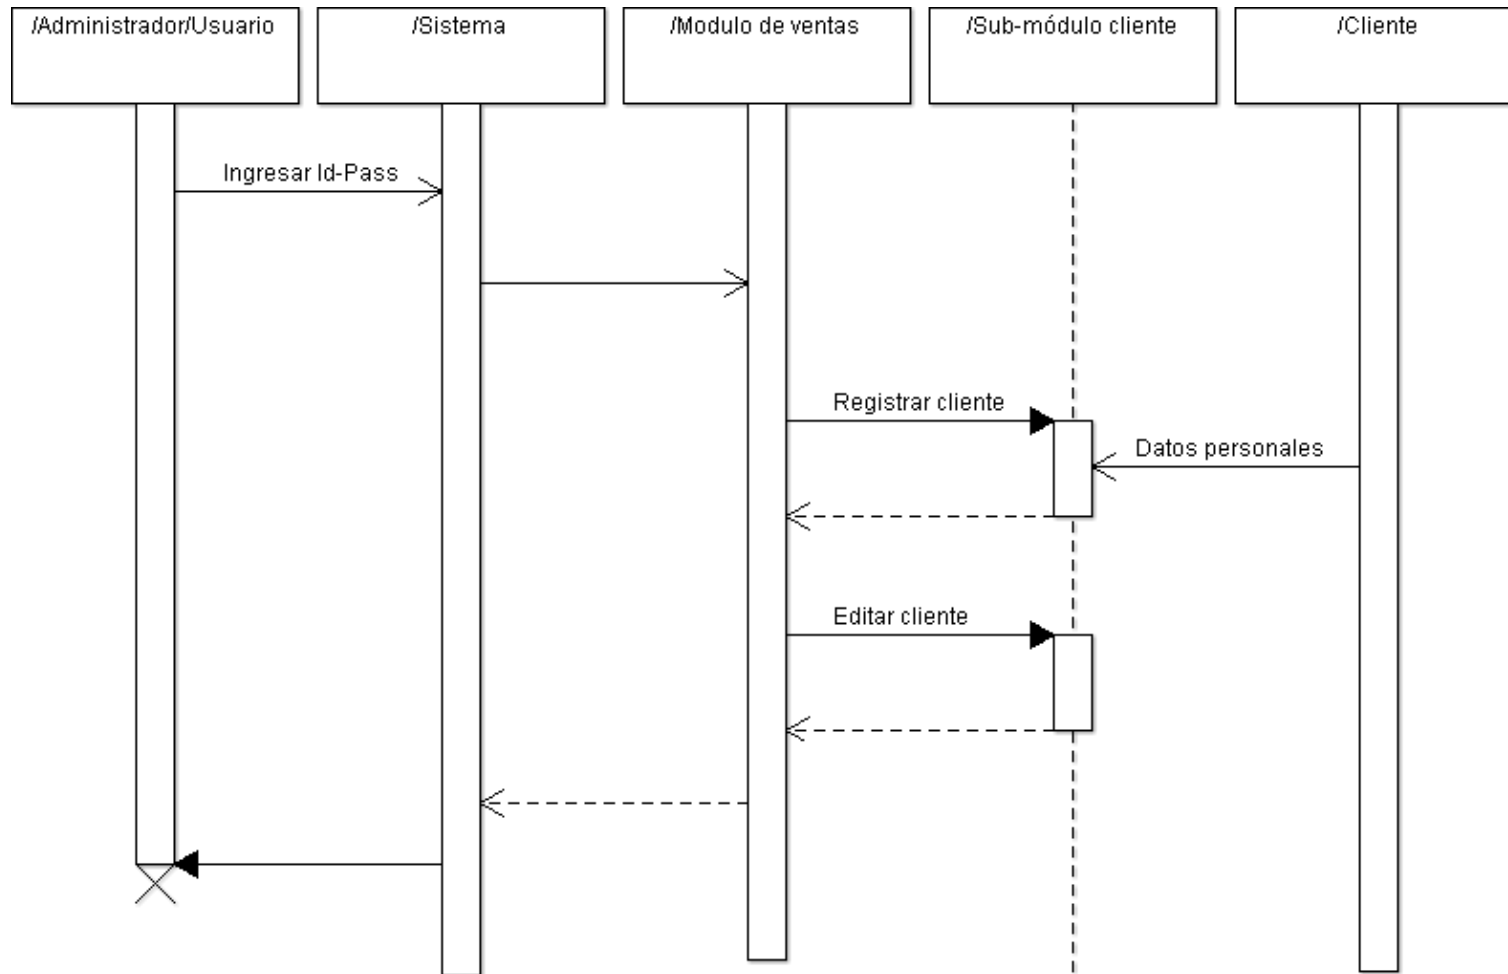 /Administrador/Usuario
/Sistema
/Modulo de ventas
/Sub-módulo cliente
/Cliente
Ingresar Id-Pass
Registrar cliente
Datos personales
Editar cliente